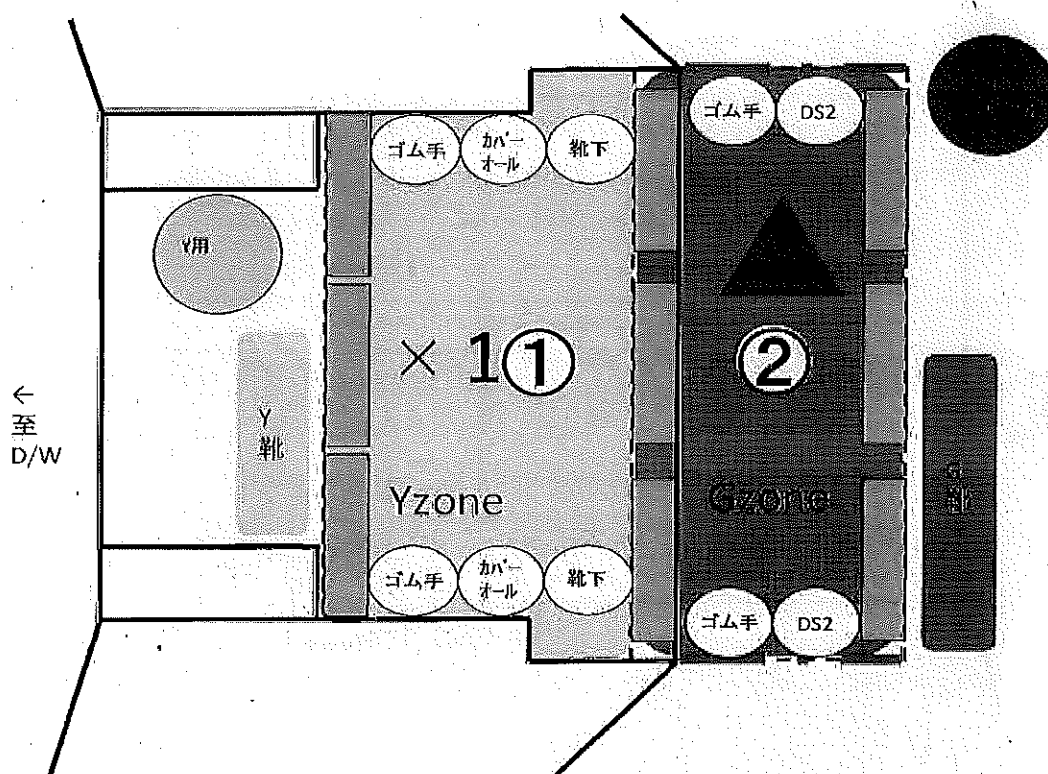 ゴム手
DS2
ゴム手
カバー
オール
靴下
Y用
×1①
②
←
至
D/W
Y
靴
G
靴
Yzone
Gzone
ゴム手
カバー
オール
靴下
ゴム手
DS2